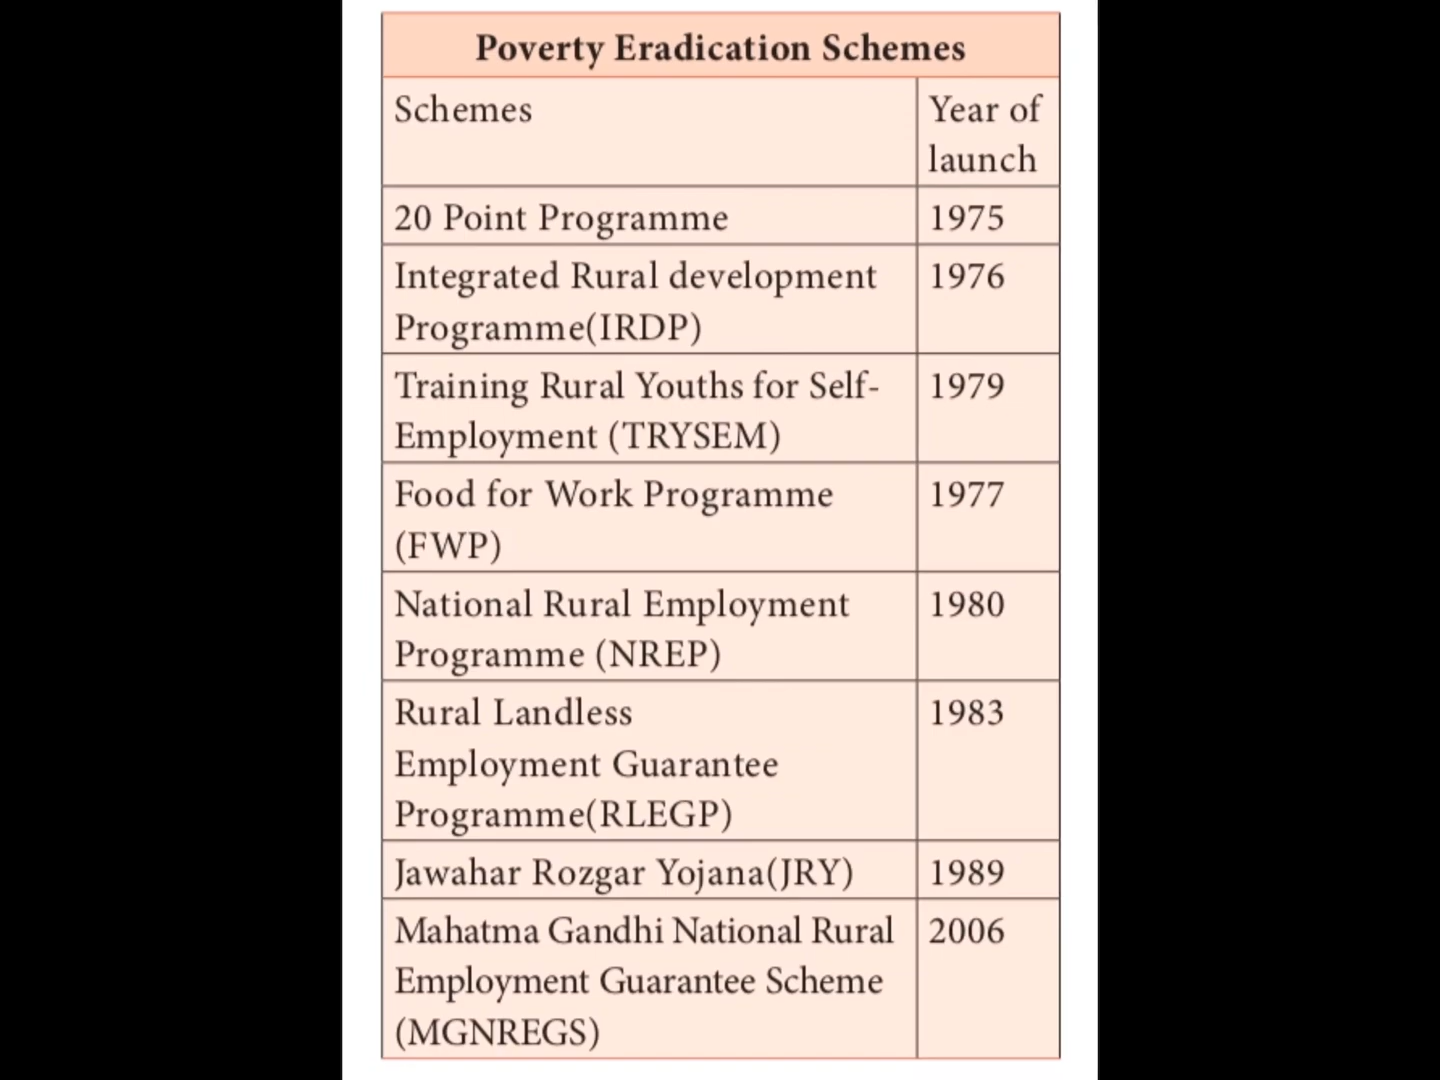 Poverty Eradication Schemes
Schemes
Year of
launch
20 Point Programme
1975
Integrated Rural development
Programme(IRDP)
1976
Training Rural Youths for Self-
Employment (TRYSEM)
1979
Food for Work Programme
(FWP)
1977
National Rural Employment
Programme (NREP)
1980
Rural Landless
Employment Guarantee
Programme(RLEGP)
1983
Jawahar Rozgar Yojana(JRY)
1989
Mahatma Gandhi National Rural
Employment Guarantee Scheme
(MGNREGS)
2006